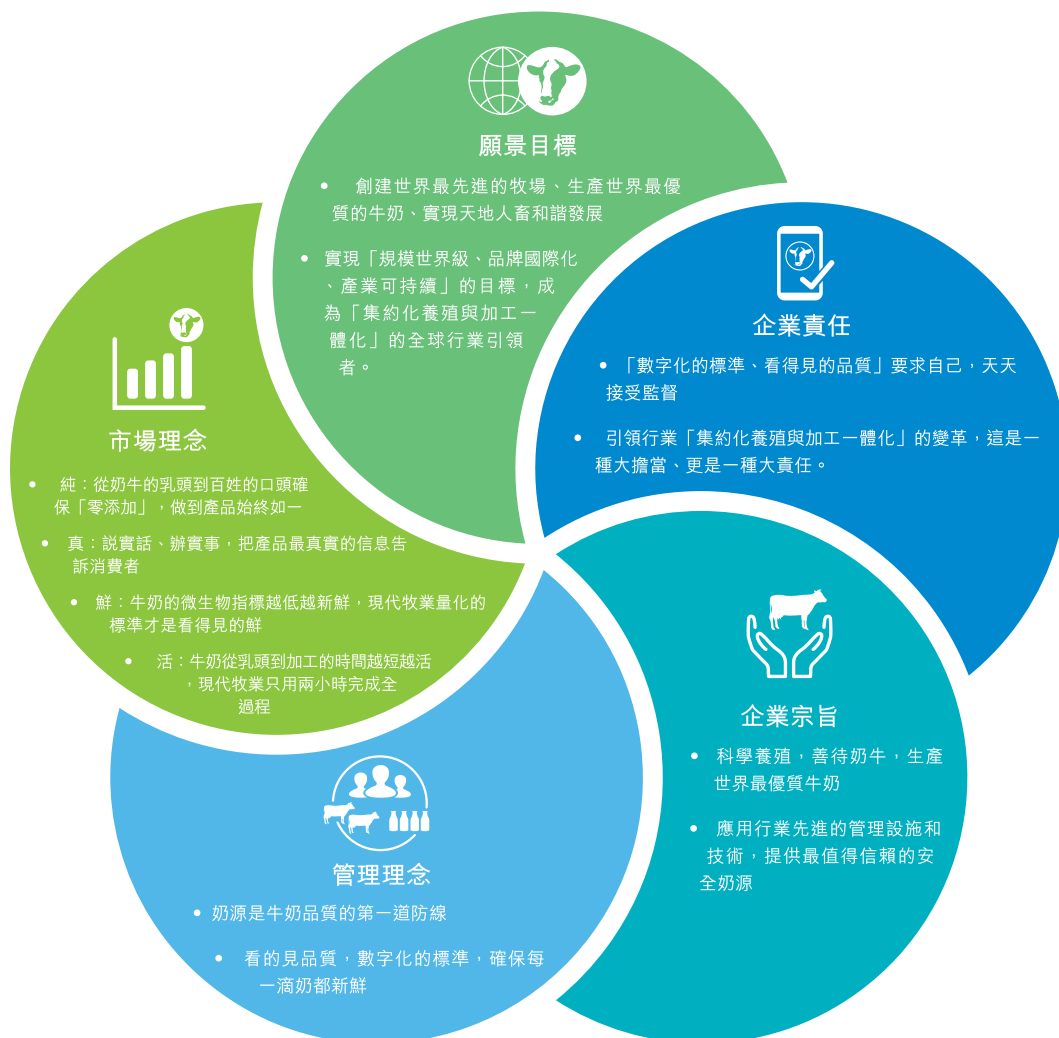 願景目標
• 創建世界最先進的牧場、生產世界最優
質的牛奶、實現天地人畜和諧發展
• 實現「規模世界級、品牌國際化
、產業可持續」的目標，成
為「集約化養殖與加工一
體化」的全球行業引領
者。
企業責任
• 「數字化的標準、看得見的品質」要求自己，天天
接受監督
• 引領行業「集約化養殖與加工一體化」的變革，這是一
種大擔當、更是一種大責任。
市場理念
• 純：從奶牛的乳頭到百姓的口頭確
保「零添加」，做到產品始終如一
• 真：説實話、辦實事，把產品最真實的信息告
訴消費者
• 鮮：牛奶的微生物指標越低越新鮮，現代牧業量化的
標準才是看得見的鮮
• 活：牛奶從乳頭到加工的時間越短越活
，現代牧業只用兩小時完成全
過程
企業宗旨
• 科學養殖，善待奶牛，生產
世界最優質牛奶
• 應用行業先進的管理設施和
技術，提供最值得信賴的安
全奶源
管理理念
• 奶源是牛奶品質的第一道防線
• 看的見品質，數字化的標準，確保每
一滴奶都新鮮